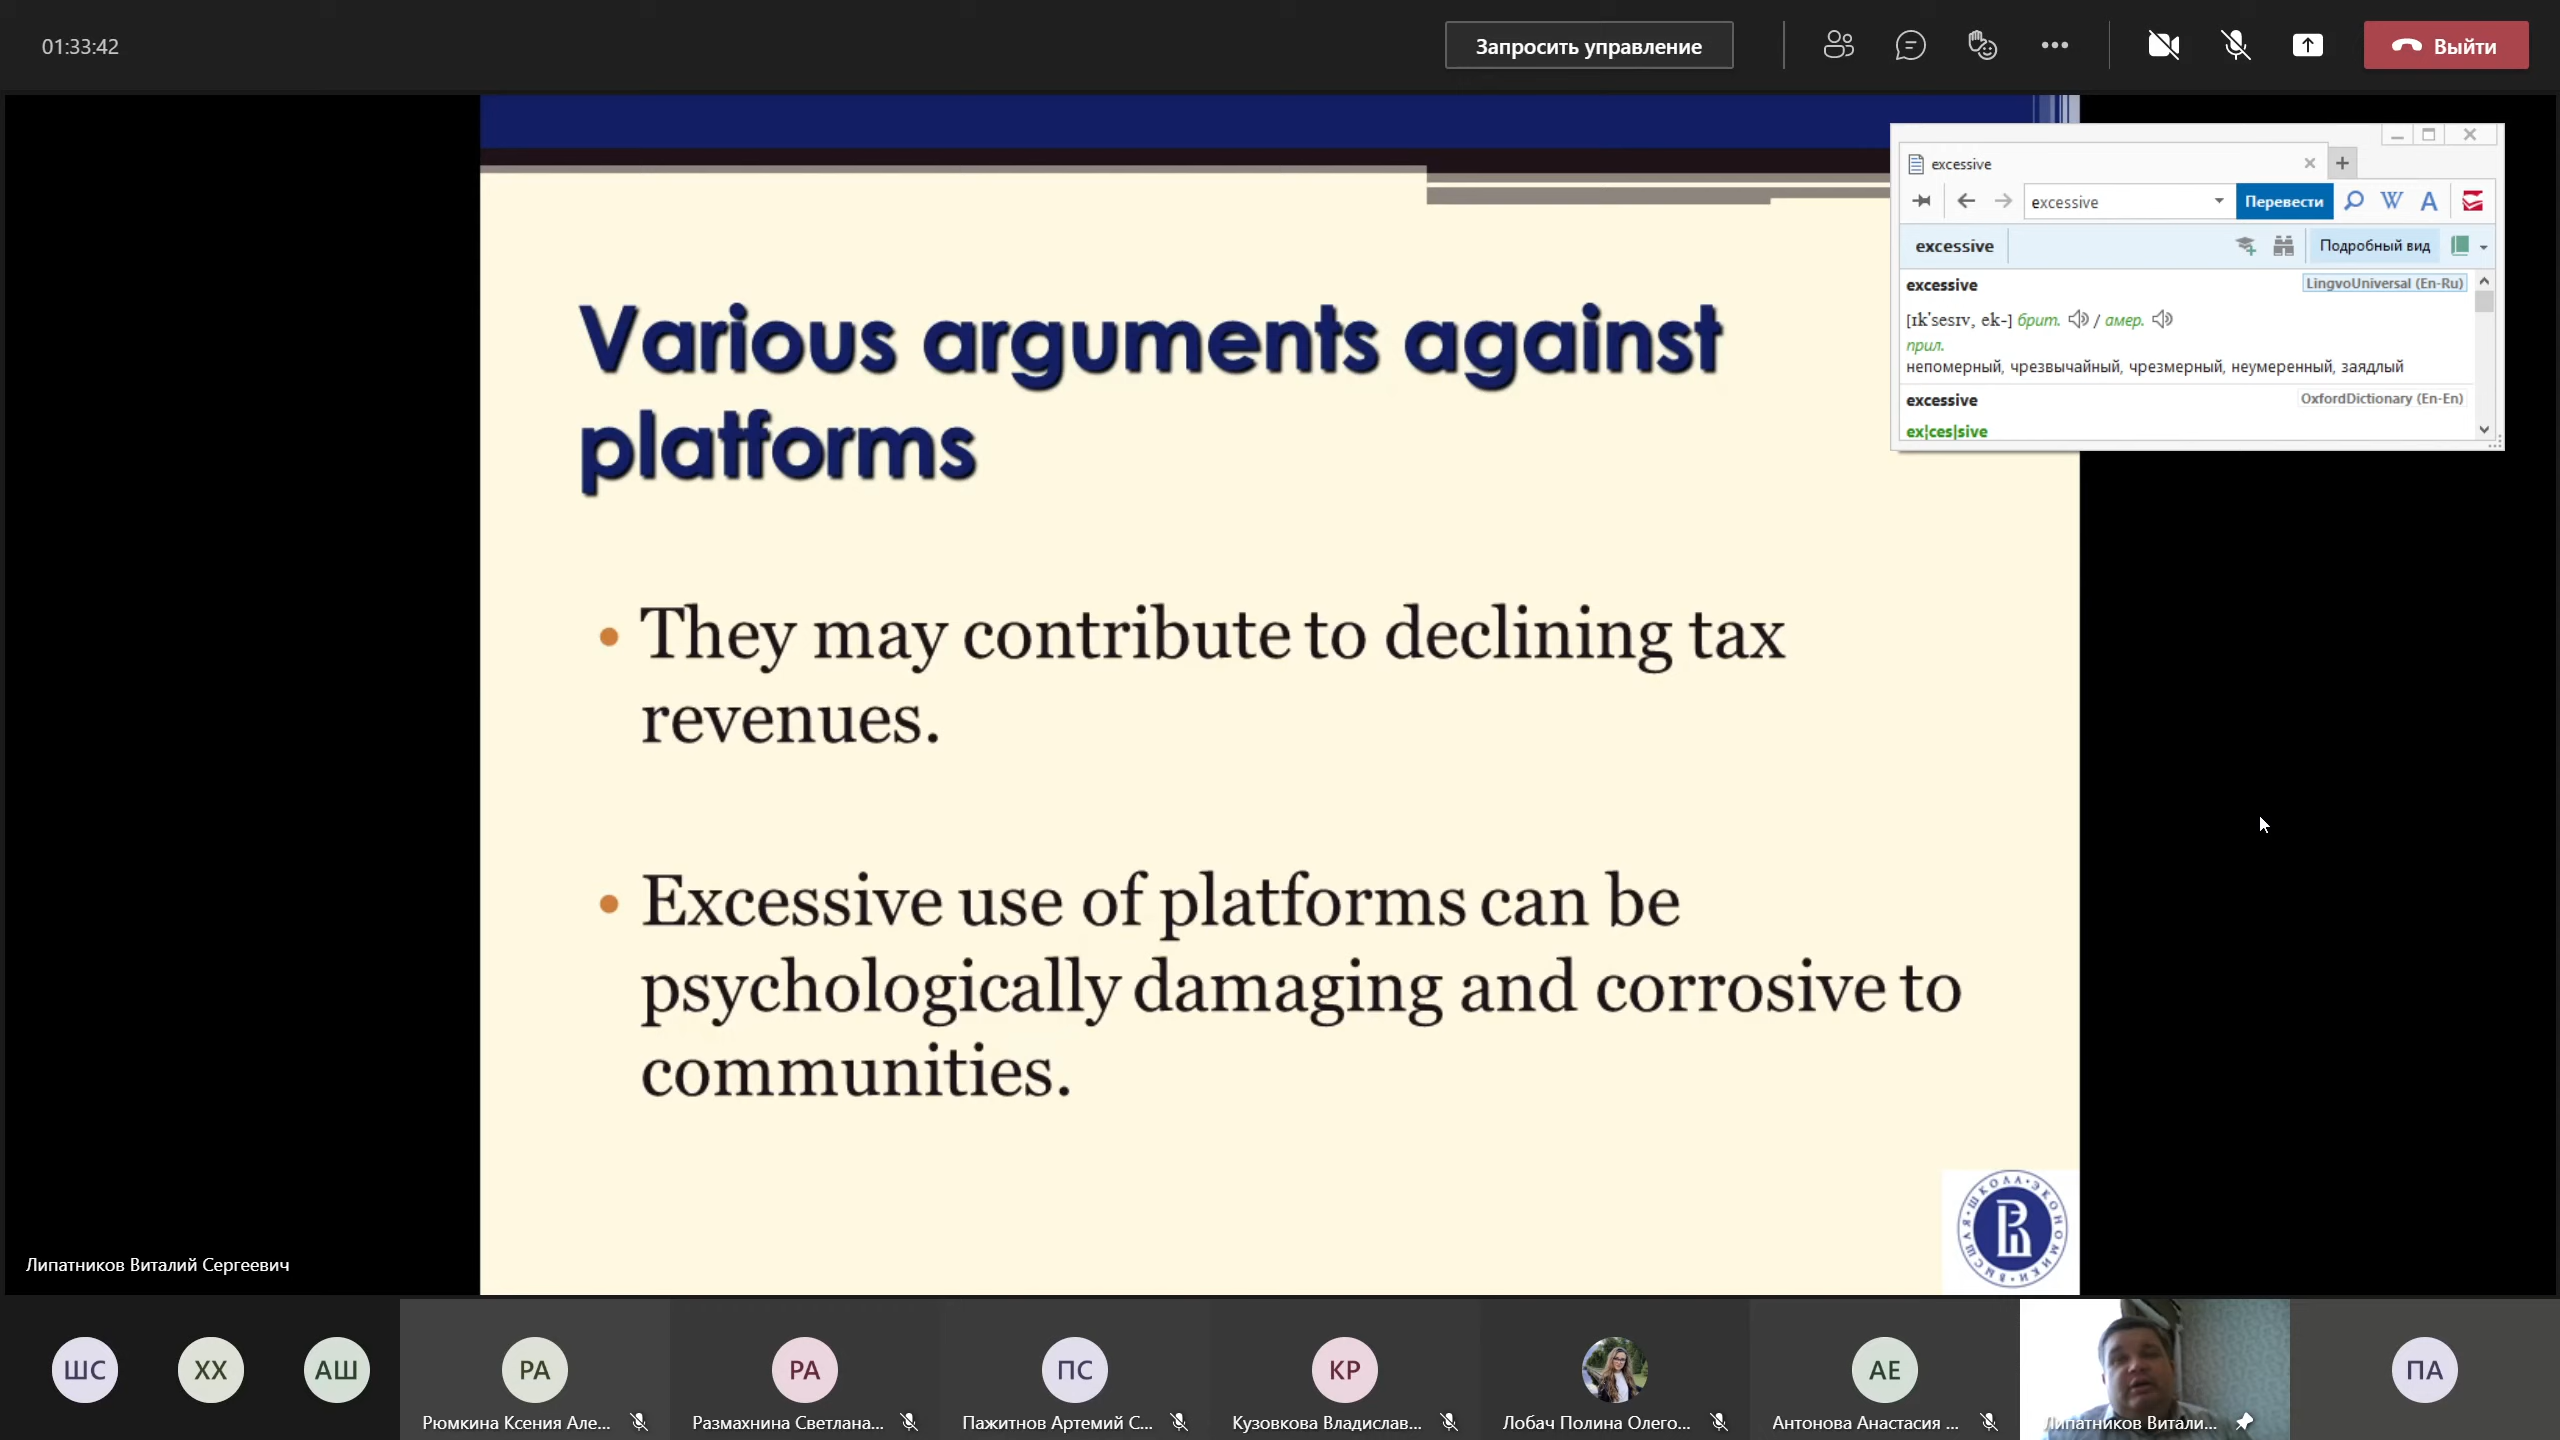 01:33:42
Запросить управление
Выйти
Various arguments against
platforms
• They may contribute to declining tax
revenues.
• Excessive use of platforms can be
psychologically damaging and corrosive to
communities.
excessive
excessive
Перевести
W
A
excessive
Подробный вид
excessive
LingvoUniversal (En-Ru)
[ɪk'sesɪv, ek-] брит. / амер.
прил.
непомерный, чрезвычайный, чрезмерный, неумеренный, заядлый
excessive
OxfordDictionary (En-En)
ex¦ces|sive
ВЫСШАЯ • ШКОЛА • ЭКОНОМИКИ
Липатников Виталий Сергеевич
ШС
ХХ
АШ
РА
РА
ПС
КР
АЕ
ПА
Рюмкина Ксения Але...
Размахнина Светлана...
Пажитнов Артемий С...
Кузовкова Владислав...
Лобач Полина Олего...
Антонова Анастасия ...
Липатников Витали...